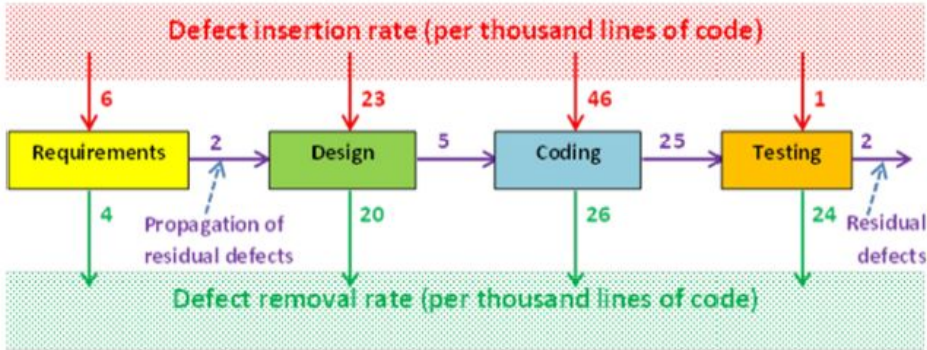 Defect insertion rate (per thousand lines of code)
6
23
46
1
Requirements
2
Design
5
Coding
25
Testing
2
4
20
26
24
Propagation of
residual defects
Residual
defects
Defect removal rate (per thousand lines of code)